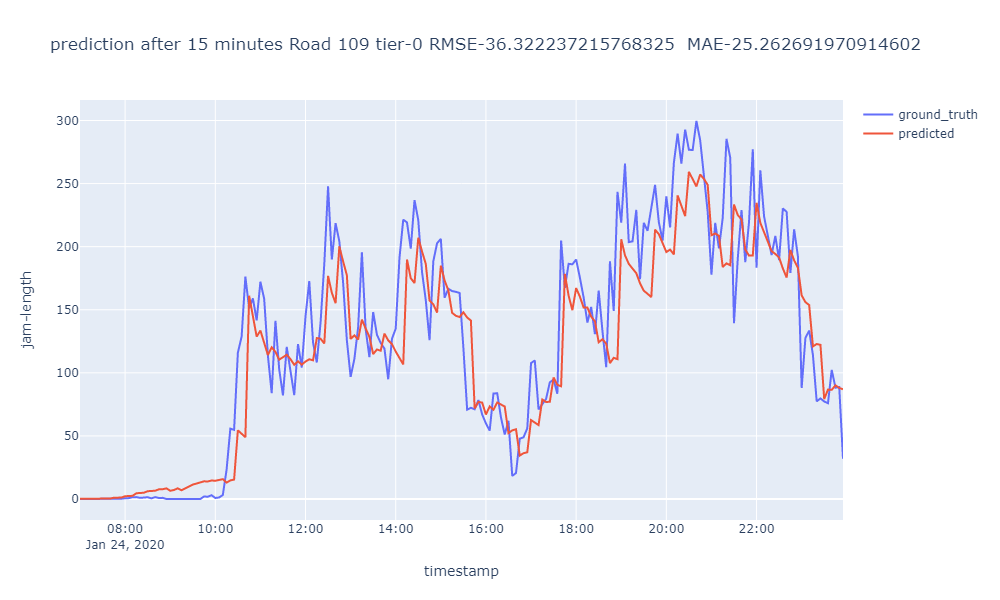 prediction after 15 minutes Road 109 tier-0 RMSE-36.322237215768325  MAE-25.262691970914602
ground_truth
predicted
300
250
200
150
100
50
0
jam-length
08:00 10:00 12:00 14:00 16:00 18:00 20:00 22:00
Jan 24, 2020
timestamp